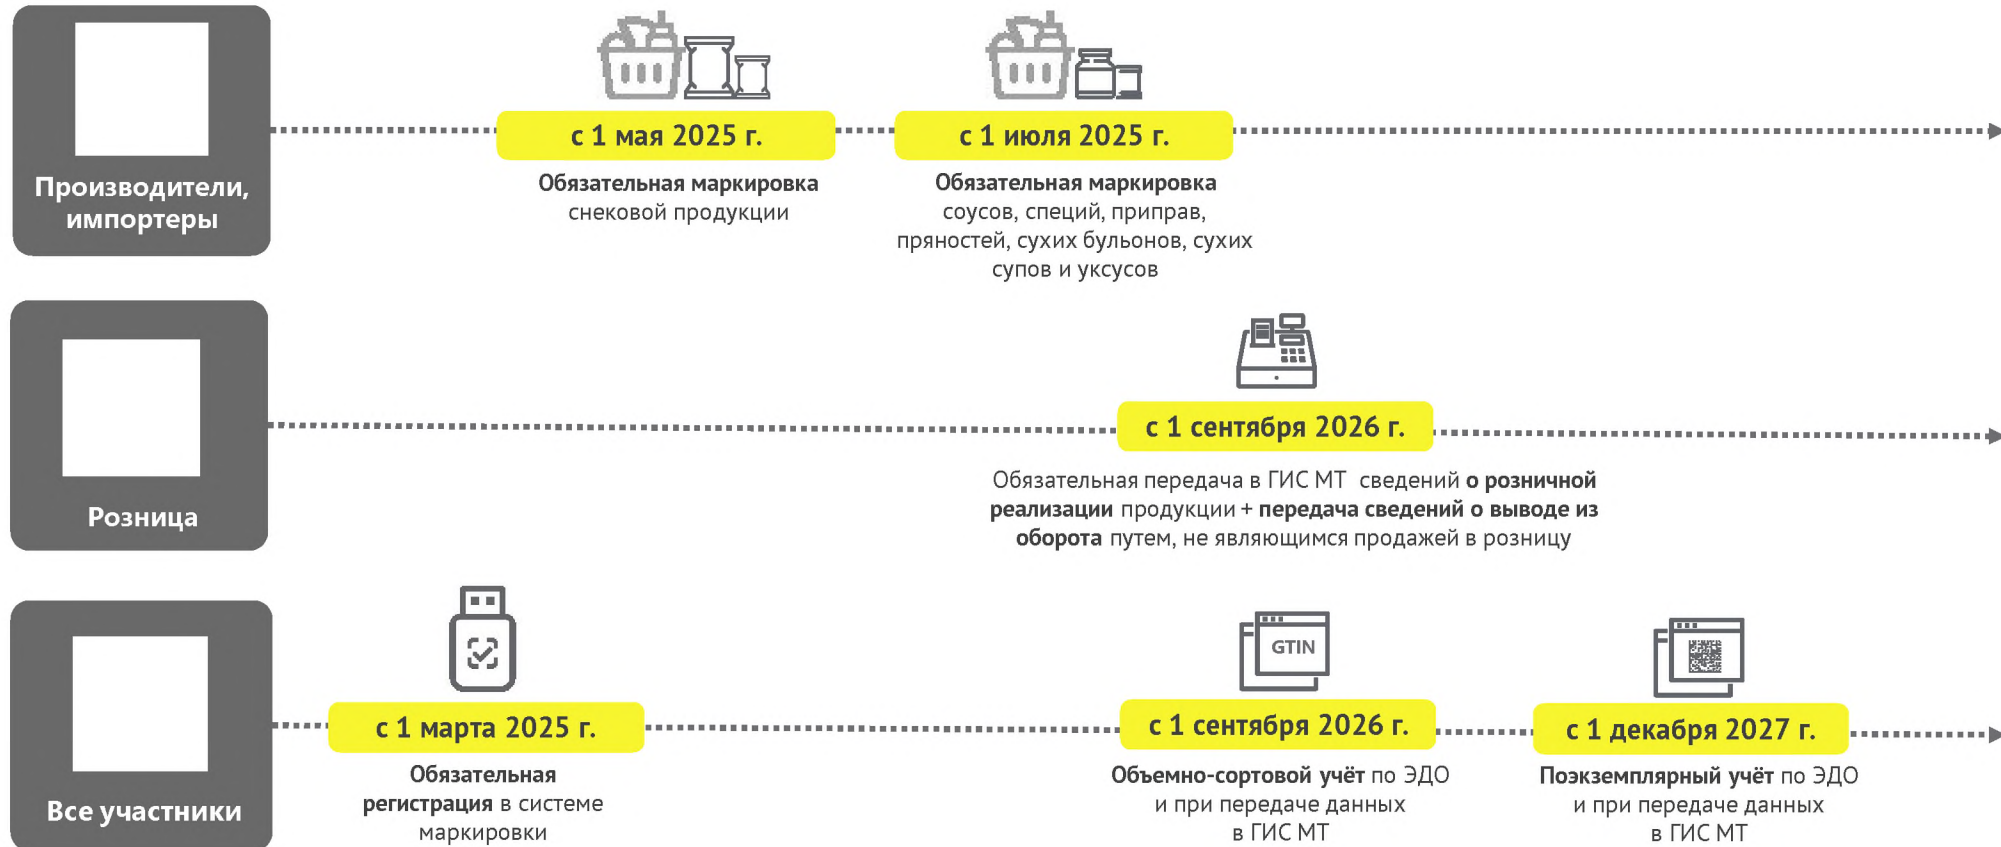 с 1 мая 2025 г.
с 1 июля 2025 г.
Производители,
импортеры
Обязательная маркировка
снековой продукции
Обязательная маркировка
соусов, специй, приправ,
пряностей, сухих бульонов, сухих
супов и уксусов
Розница
с 1 сентября 2026 г.
Обязательная передача в ГИС МТ сведений о розничной
реализации продукции + передача сведений о выводе из
оборота путем, не являющимся продажей в розницу
Все участники
с 1 марта 2025 г.
Обязательная
регистрация в системе
маркировки
GTIN
с 1 сентября 2026 г.
Объемно-сортовой учёт по ЭДО
и при передаче данных
в ГИС МТ
с 1 декабря 2027 г.
Поэкземплярный учёт по ЭДО
и при передаче данных
в ГИС МТ